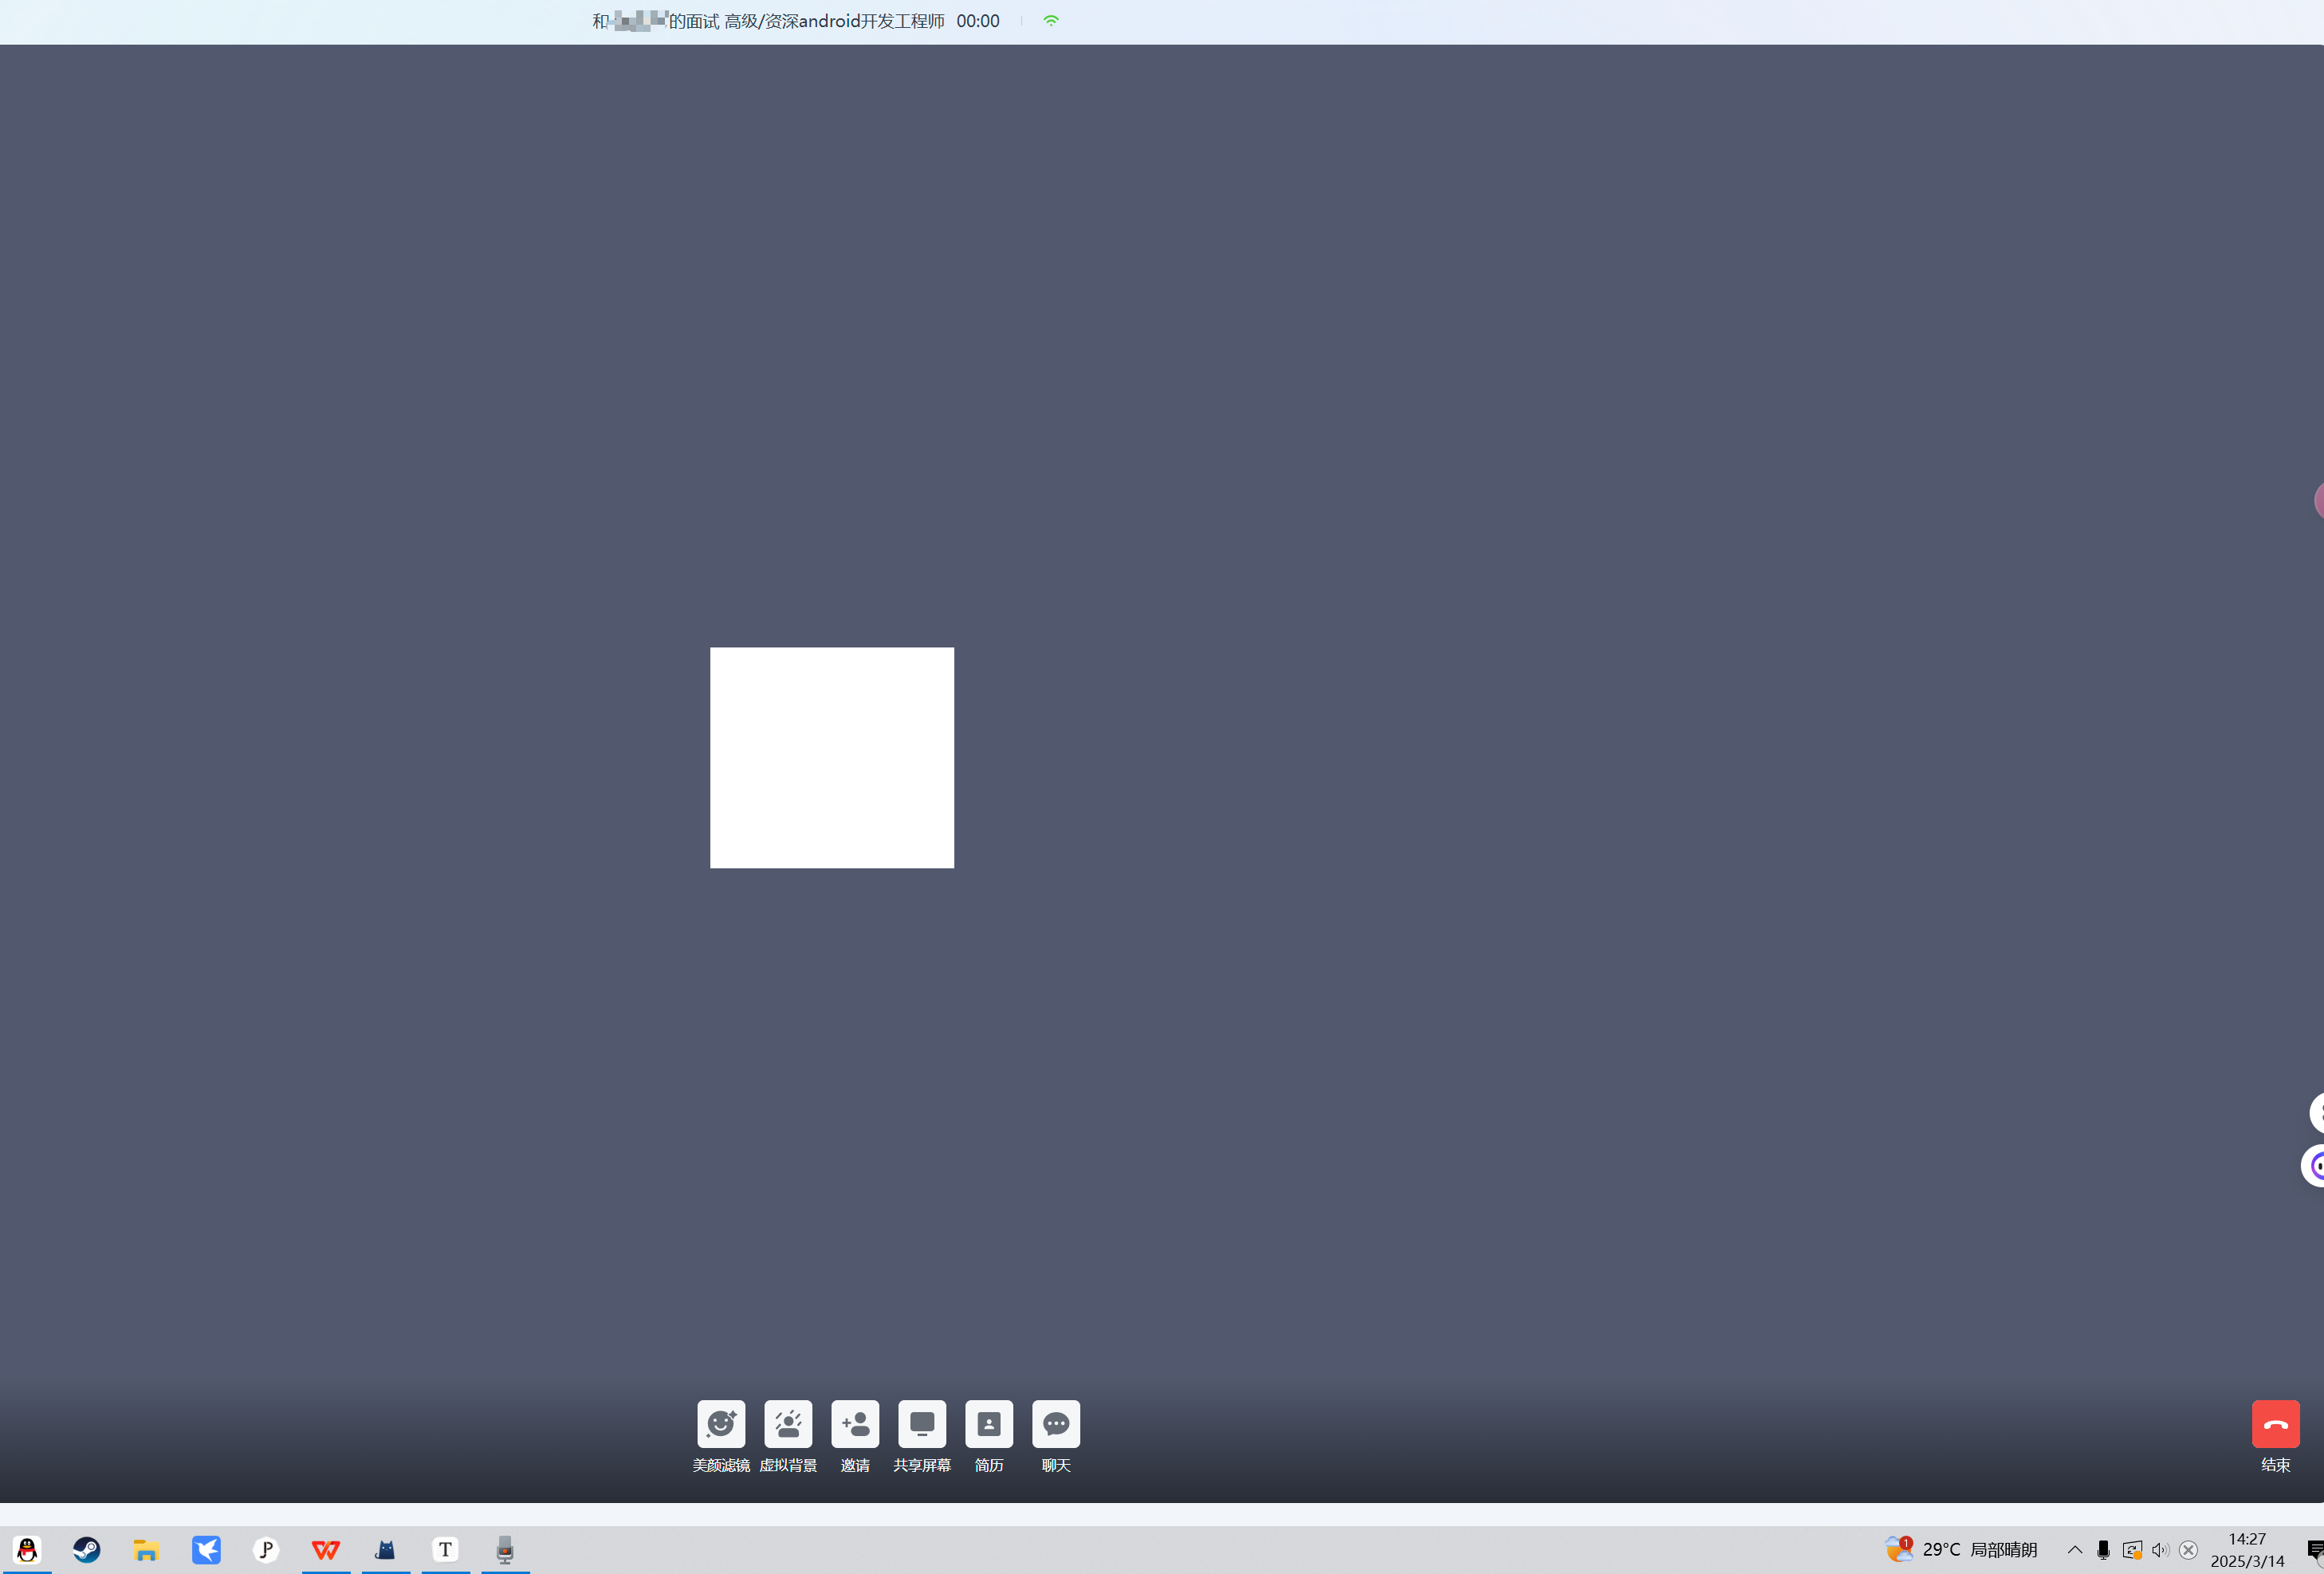 和 的面试 高级/资深android开发工程师 00:00
美颜滤镜 虚拟背景 邀请 共享屏幕 简历 聊天
结束
T
1
29°C 局部晴朗
14:27
2025/3/14